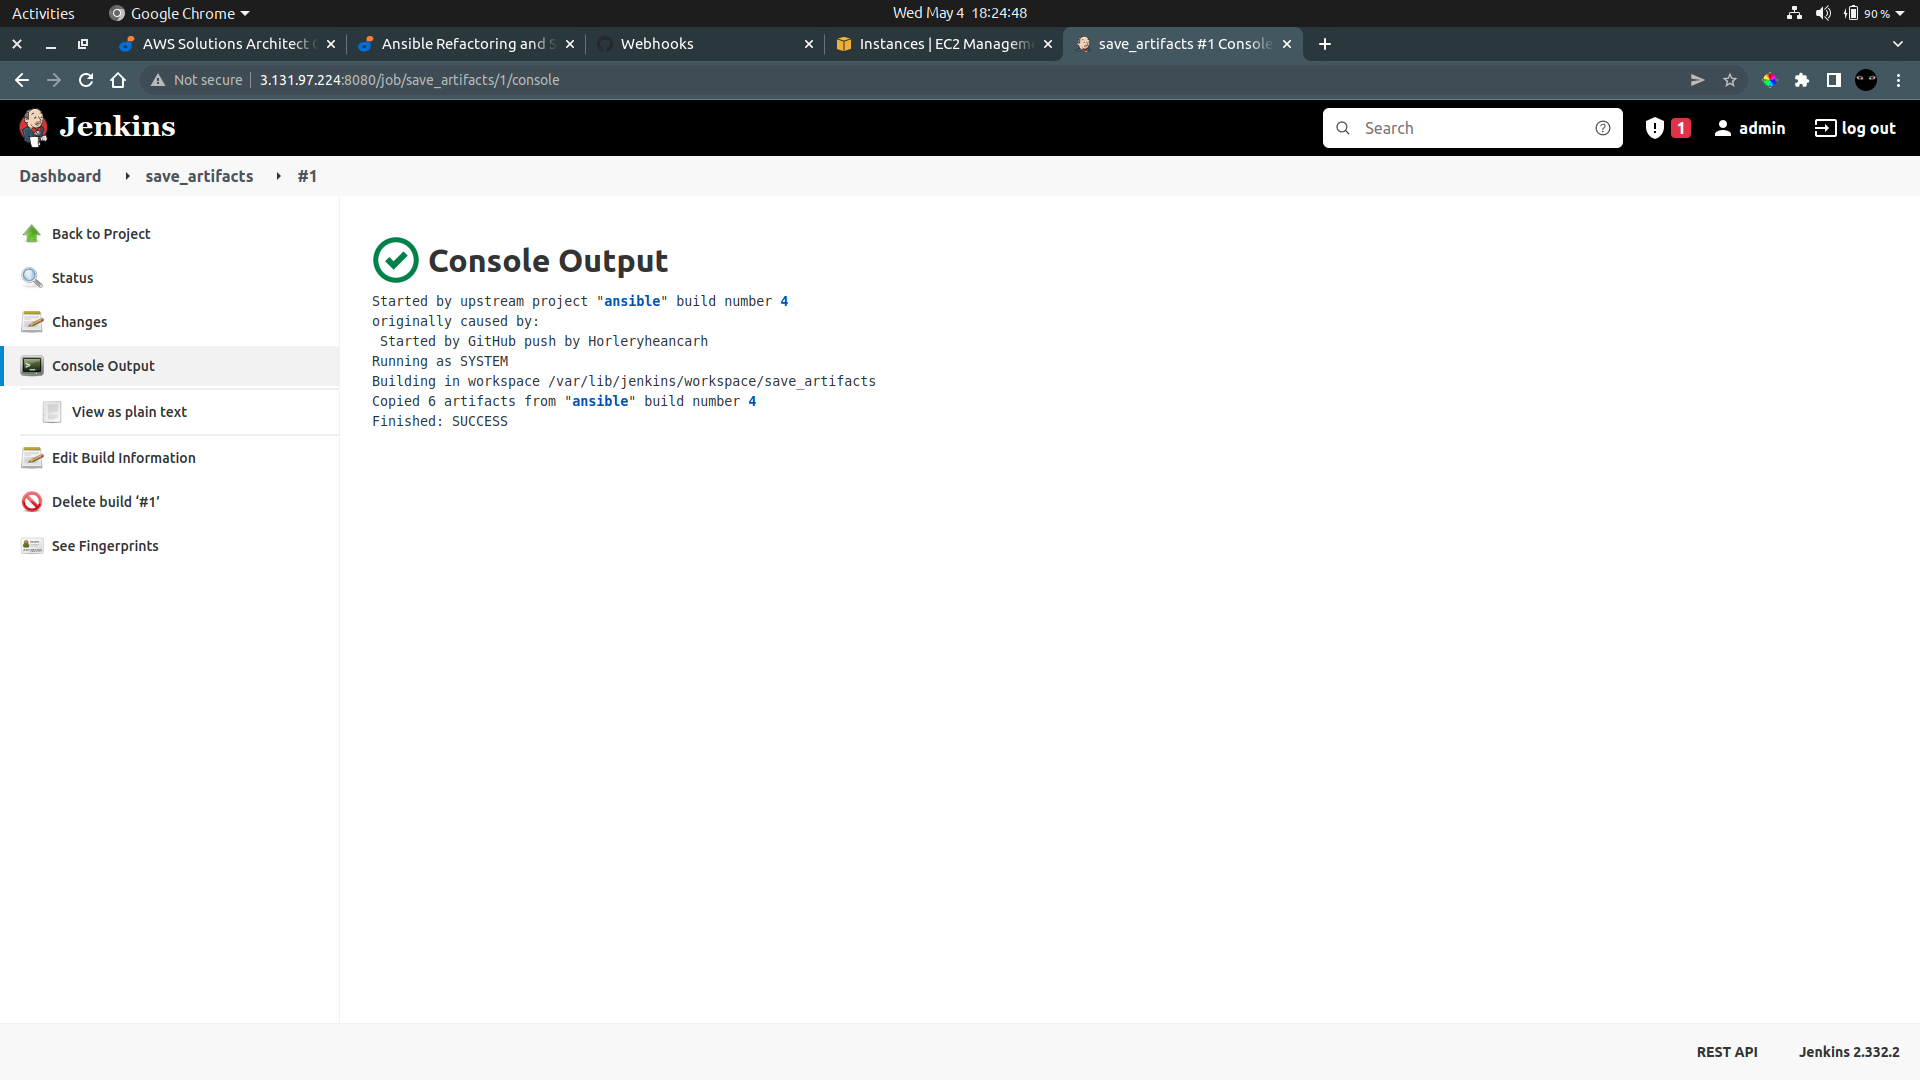 Activities
Google Chrome
Wed May 4 18:24:48
90 %
AWS Solutions Architect
Ansible Refactoring and S
Webhooks
Instances | EC2 Managem
save_artifacts #1 Console
Not secure
3.131.97.224:8080/job/save_artifacts/1/console
Jenkins
Search
1
admin
log out
Dashboard
save_artifacts
#1
Back to Project
Status
Changes
Console Output
View as plain text
Edit Build Information
Delete build ‘#1’
See Fingerprints
Console Output
Started by upstream project "ansible" build number 4
originally caused by:
Started by GitHub push by Horleryheancarh
Running as SYSTEM
Building in workspace /var/lib/jenkins/workspace/save_artifacts
Copied 6 artifacts from "ansible" build number 4
Finished: SUCCESS
REST API
Jenkins 2.332.2